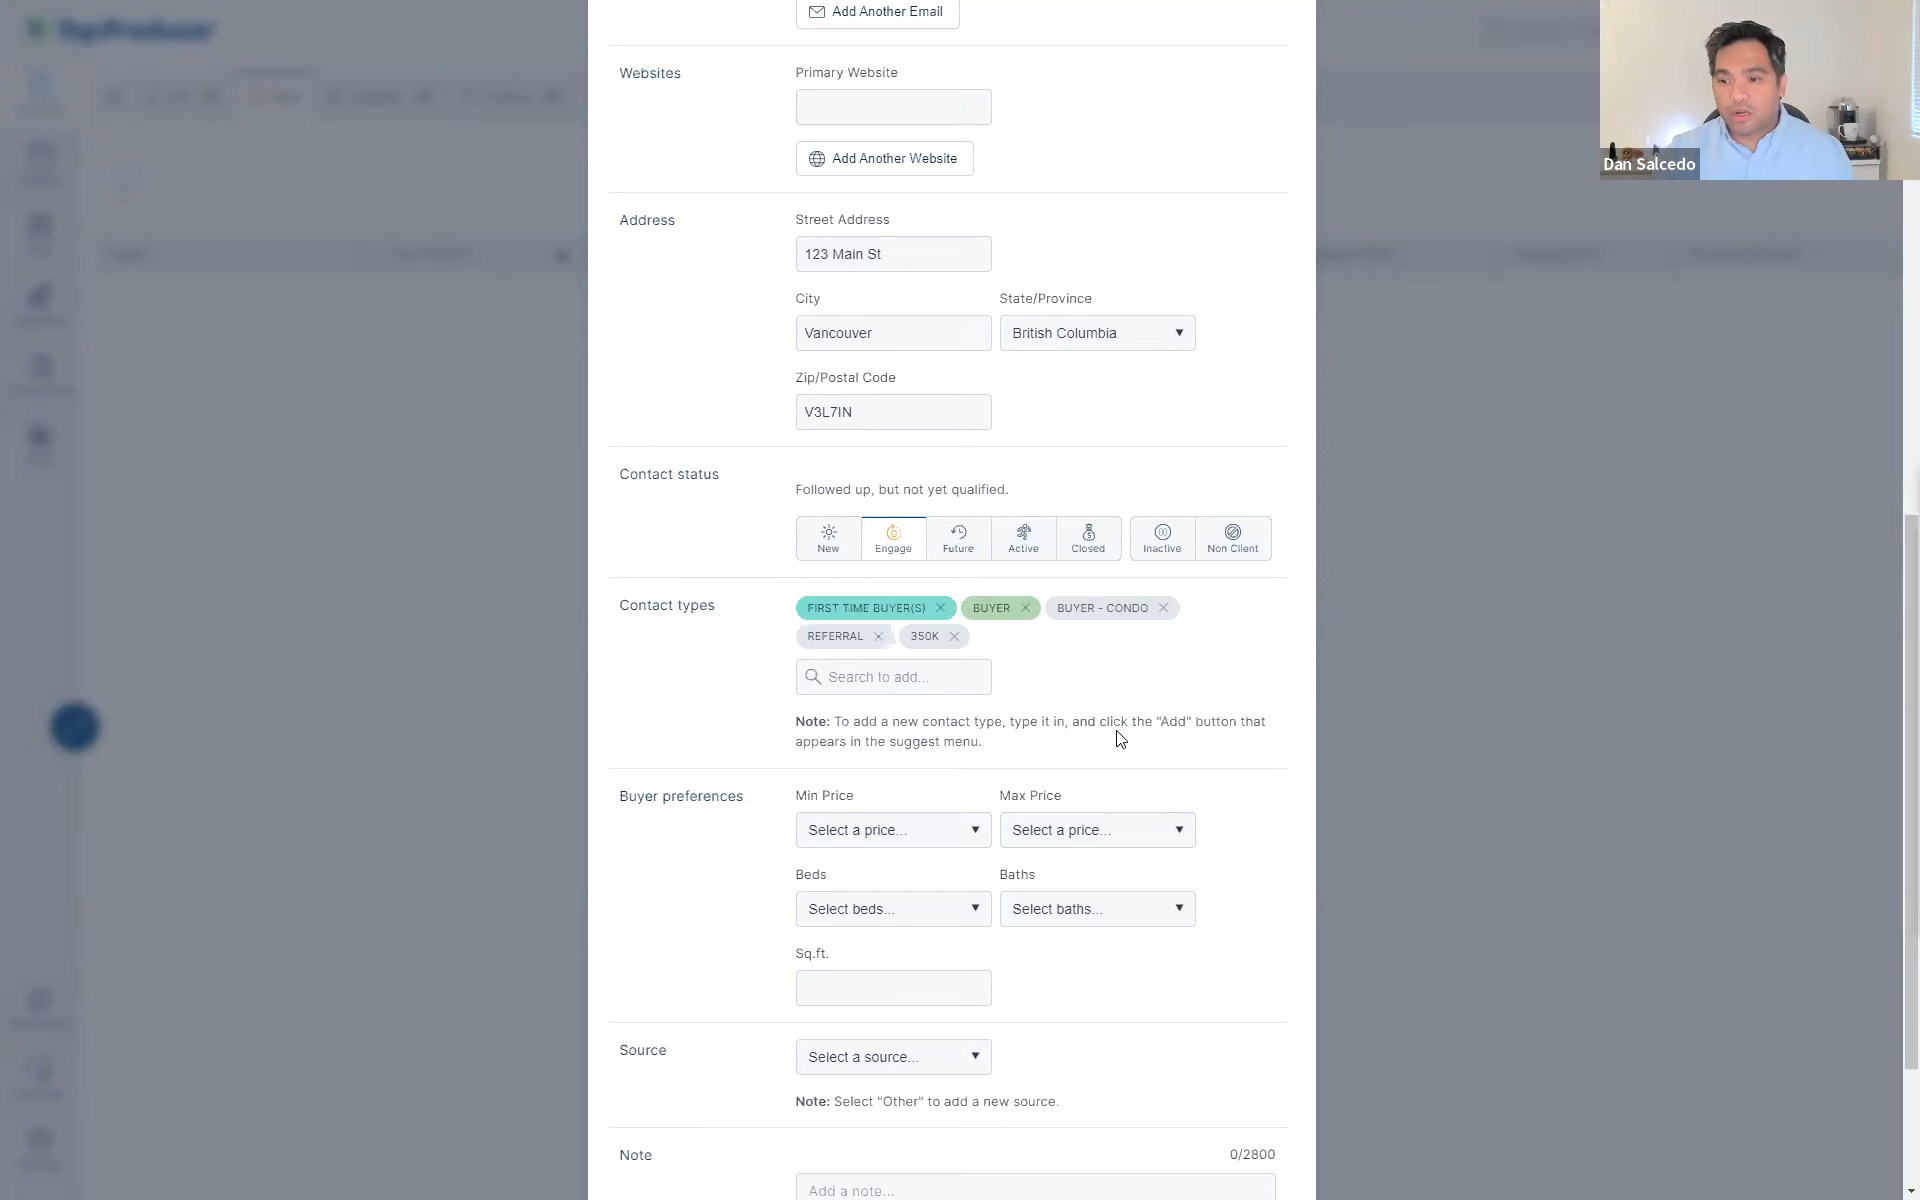 Top Producer
Add Another Email
Dan Salcedo
Websites
Primary Website
Add Another Website
Address
Street Address
123 Main St
City
State/Province
Vancouver
British Columbia
Zip/Postal Code
V3L7IN
Contact status
Followed up, but not yet qualified.
New
Engage
Future
Active
Closed
Inactive
Non Client
Contact types
FIRST TIME BUYER(S)
BUYER
BUYER - CONDO
REFERRAL
350K
Search to add...
Note: To add a new contact type, type it in, and click the "Add" button that
appears in the suggest menu.
Buyer preferences
Min Price
Max Price
Select a price...
Select a price...
Beds
Baths
Select beds...
Select baths...
Sq.ft.
Source
Select a source...
Note: Select "Other" to add a new source.
Note
0/2800
Add a note...